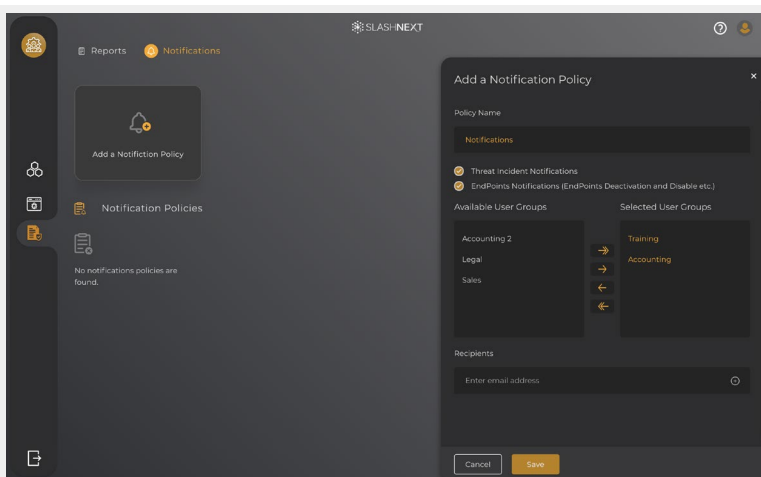 SLASHNEXT
Reports
Notifications
Add a Notifiction Policy
Notification Policies
No notifications policies are
found.
Add a Notification Policy
Policy Name
Notifications
Threat Incident Notifications
EndPoints Notifications (EndPoints Deactivation and Disable etc.)
Available User Groups
Selected User Groups
Accounting 2
Legal
Sales
Training
Accounting
Recipients
Enter email address
Cancel
Save